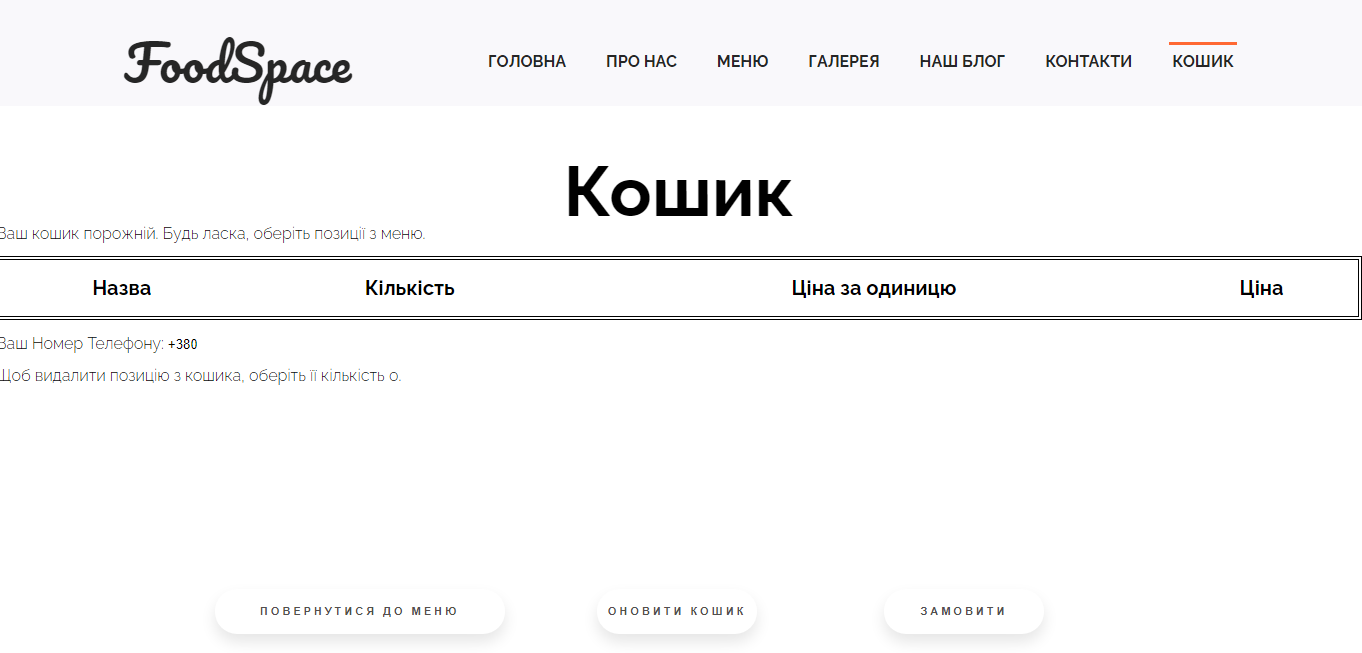 FoodSpace
ГОЛОВНА ПРО НАС МЕНЮ ГАЛЕРЕЯ НАШ БЛОГ КОНТАКТИ КОШИК
Кошик
Ваш кошик порожній. Будь ласка, оберіть позиції з меню.
Назва Кількість Ціна за одиницю Ціна
Ваш Номер Телефону: +380
Щоб видалити позицію з кошика, оберіть її кількість 0.
ПОВЕРНУТИСЯ ДО МЕНЮ ОНОВИТИ КОШИК ЗАМОВИТИ